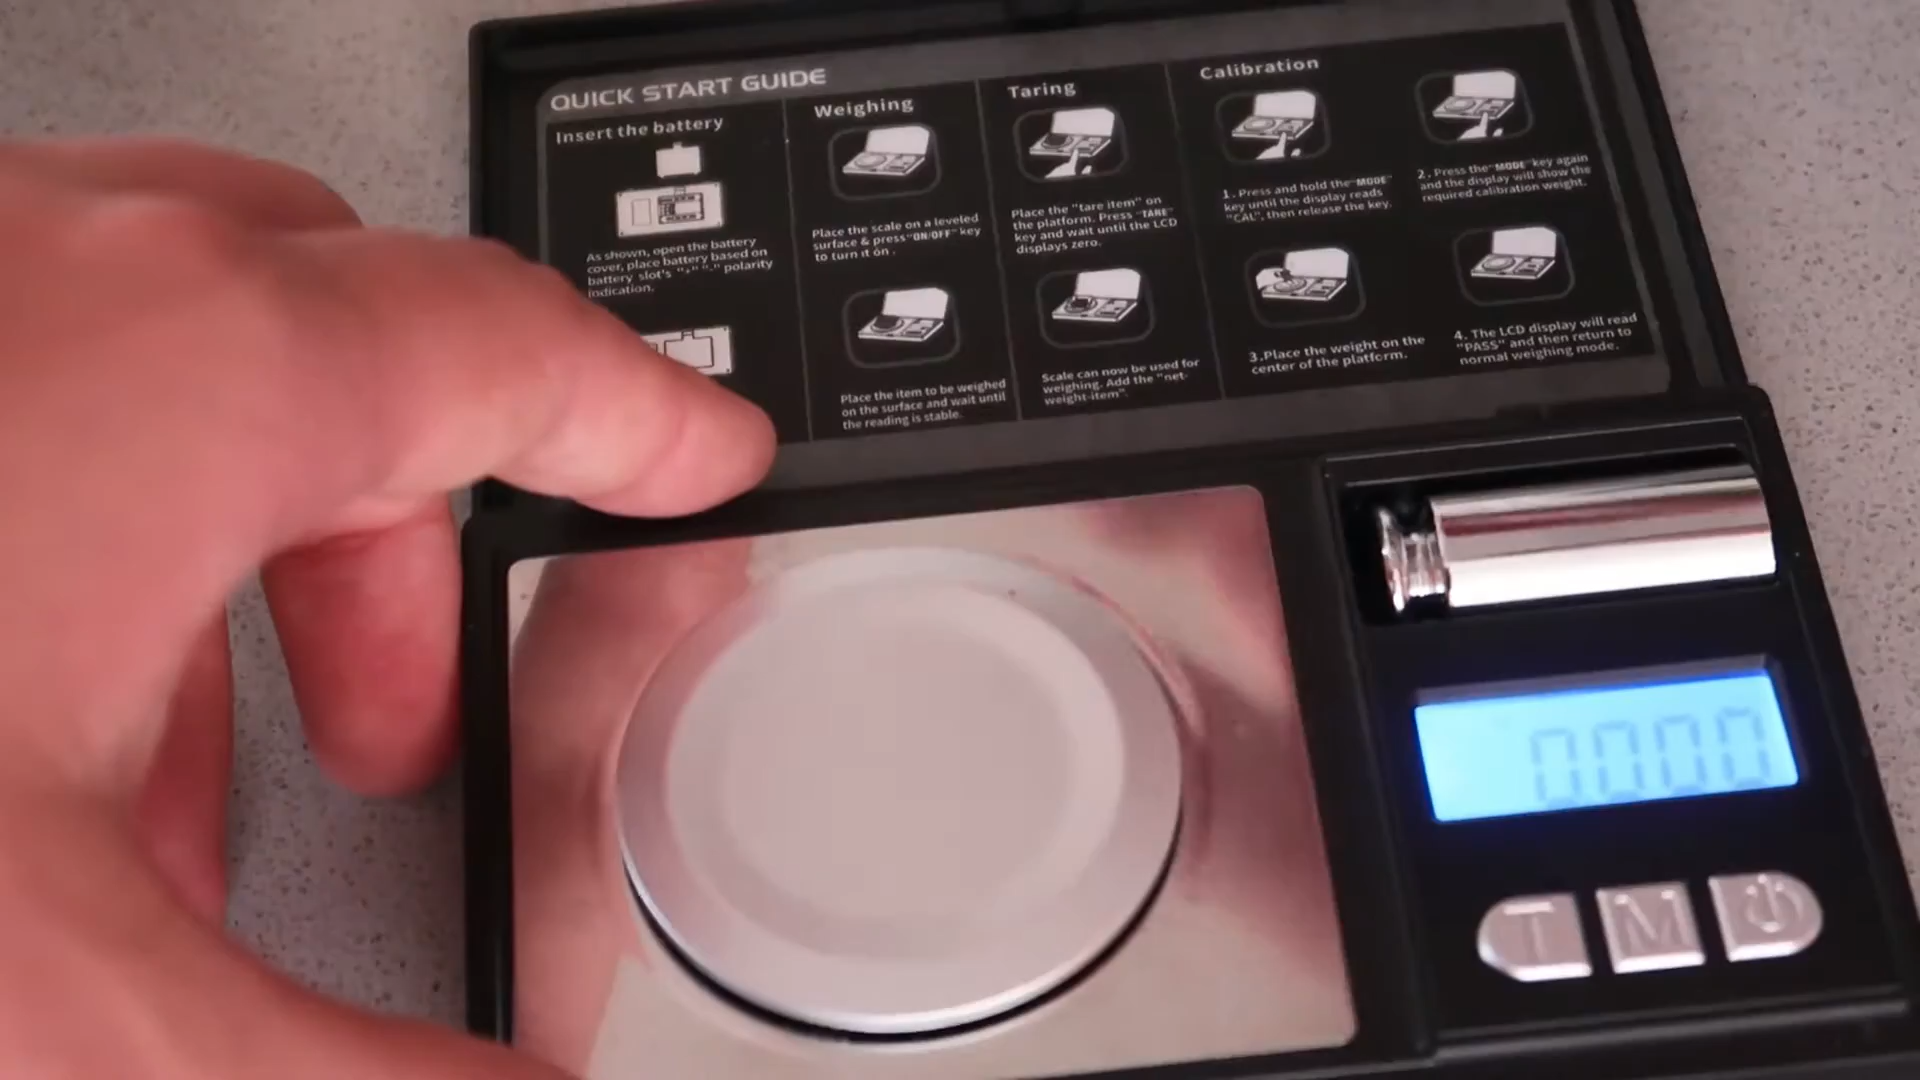 QUICK START GUIDE
Insert the battery
As shown, open the battery
cover, place battery based on
battery slot's "+" "-" polarity
indication.
Weighing
Place the scale on a leveled
surface & press"ON/OFF" key
to turn it on .
Place the item to be weighed
on the surface and wait until
the reading is stable.
Taring
Place the "tare item" on
the platform. Press "TARE"
key and wait until the LCD
displays zero.
Scale can now be used for
weighing. Add the "net-
weight-item".
Calibration
1. Press and hold the"MODE"
key until the display reads
"CAL", then release the key.
2. Press the"MODE" key again
and the display will show the
required calibration weight.
3.Place the weight on the
center of the platform.
4. The LCD display will read
"PASS" and then return to
normal weighing mode.
0.000
T M